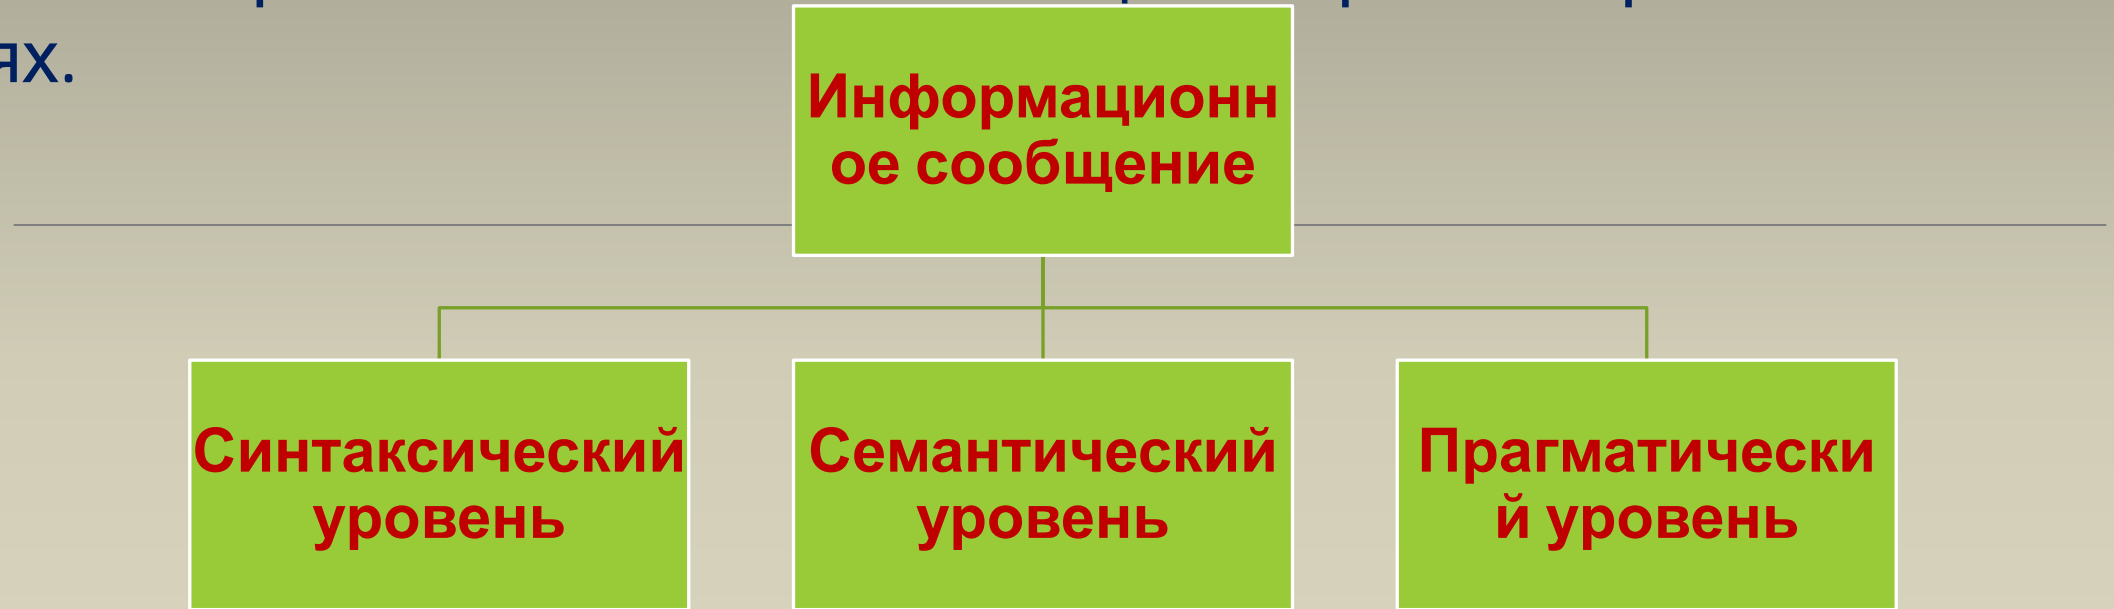 ях.
Информационн
ое сообщение
Синтаксический
уровень
Семантический
уровень
Прагматически
й уровень